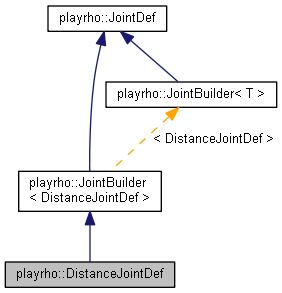 playrho::JointDef
playrho::JointBuilder< T >
< DistanceJointDef >
playrho::JointBuilder
< DistanceJointDef >
playrho::DistanceJointDef